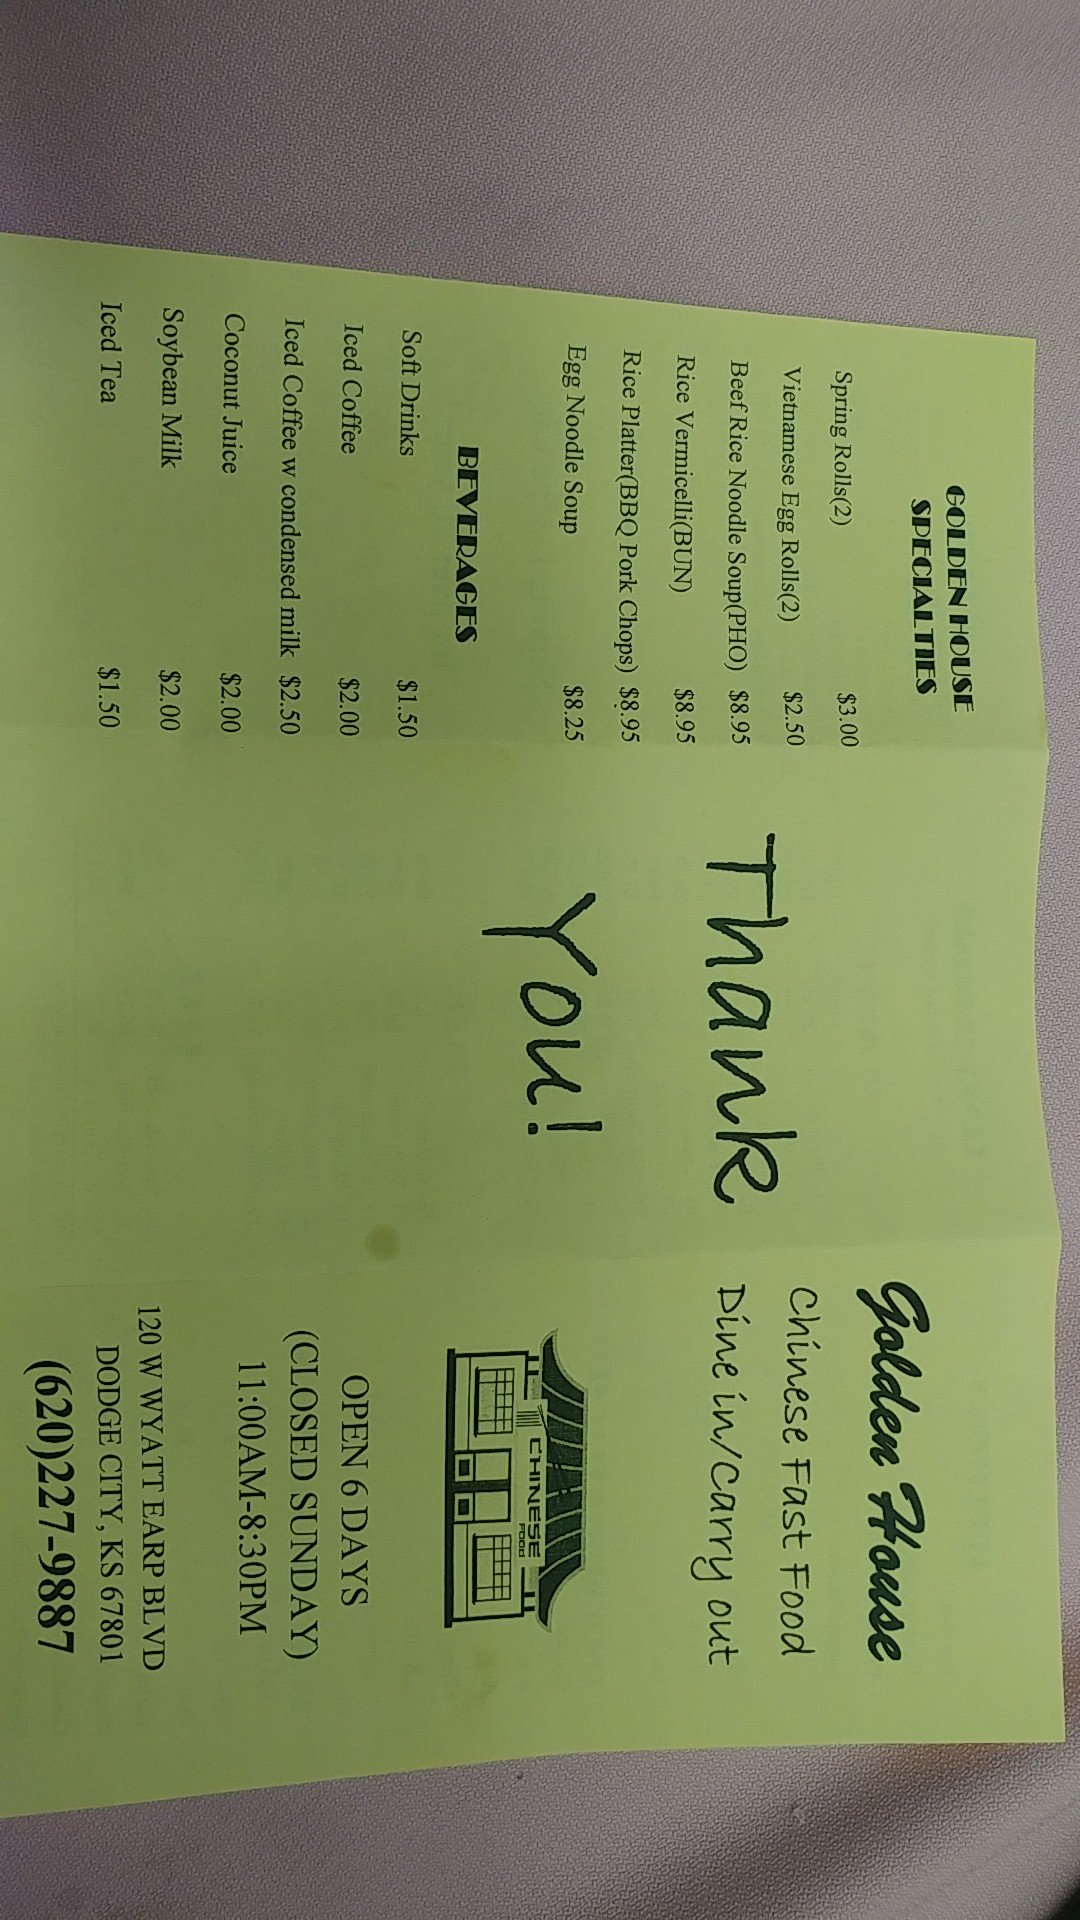 GOLDEN HOUSE
SPECIALTIES
Spring Rolls(2) $3.00
Vietnamese Egg Rolls(2) $2.50
Beef Rice Noodle Soup(PHO) $8.95
Rice Vermicelli(BUN) $8.95
Rice Platter(BBQ Pork Chops) $8.95
Egg Noodle Soup $8.25
BEVERAGES
Soft Drinks $1.50
Iced Coffee $2.00
Iced Coffee w condensed milk $2.50
Coconut Juice $2.00
Soybean Milk $2.00
Iced Tea $1.50
Thank
You!
Golden House
Chinese Fast Food
Dine in/Carry out
CHINESE
FOOD
OPEN 6 DAYS
(CLOSED SUNDAY)
11:00AM-8:30PM
120 W WYATT EARP BLVD
DODGE CITY, KS 67801
(620)227-9887